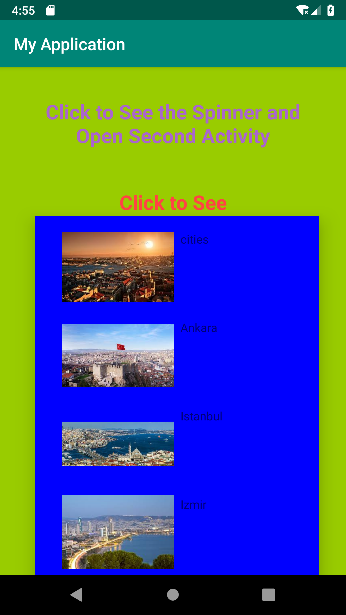 4:55
My Application
Click to See the Spinner and
Open Second Activity
Click to See
cities
Ankara
Istanbul
Izmir